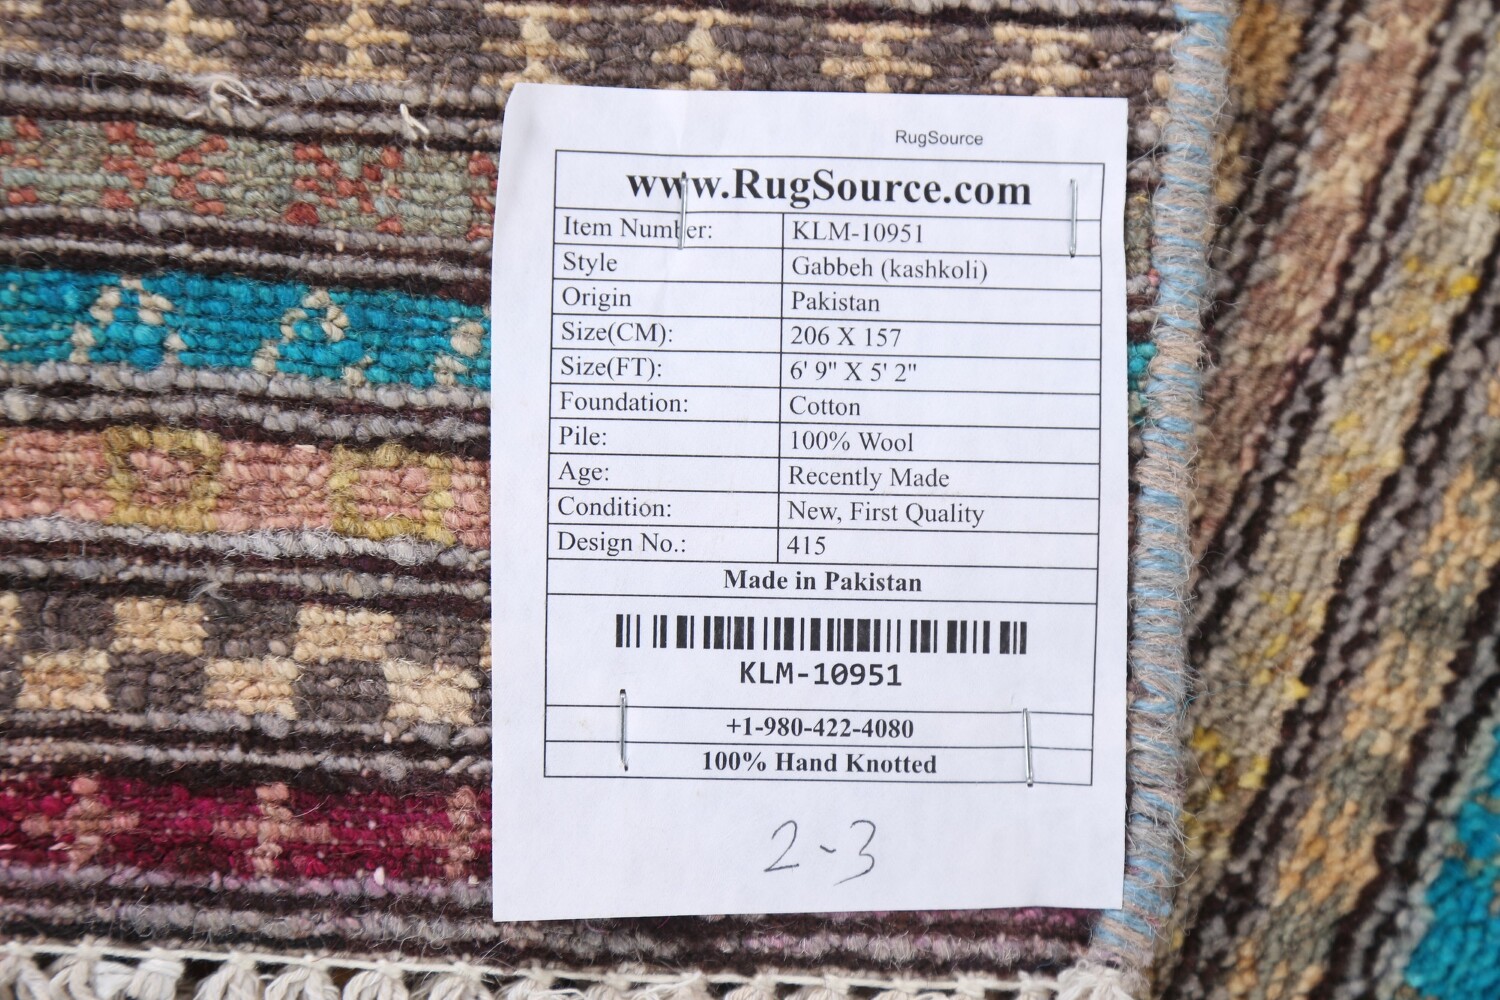 RugSource
www.RugSource.com
Item Number: KLM-10951
Style Gabbeh (kashkoli)
Origin Pakistan
Size(CM): 206 X 157
Size(FT): 6' 9" X 5' 2"
Foundation: Cotton
Pile: 100% Wool
Age: Recently Made
Condition: New, First Quality
Design No.: 415
Made in Pakistan
KLM-10951
+1-980-422-4080
100% Hand Knotted
2-3